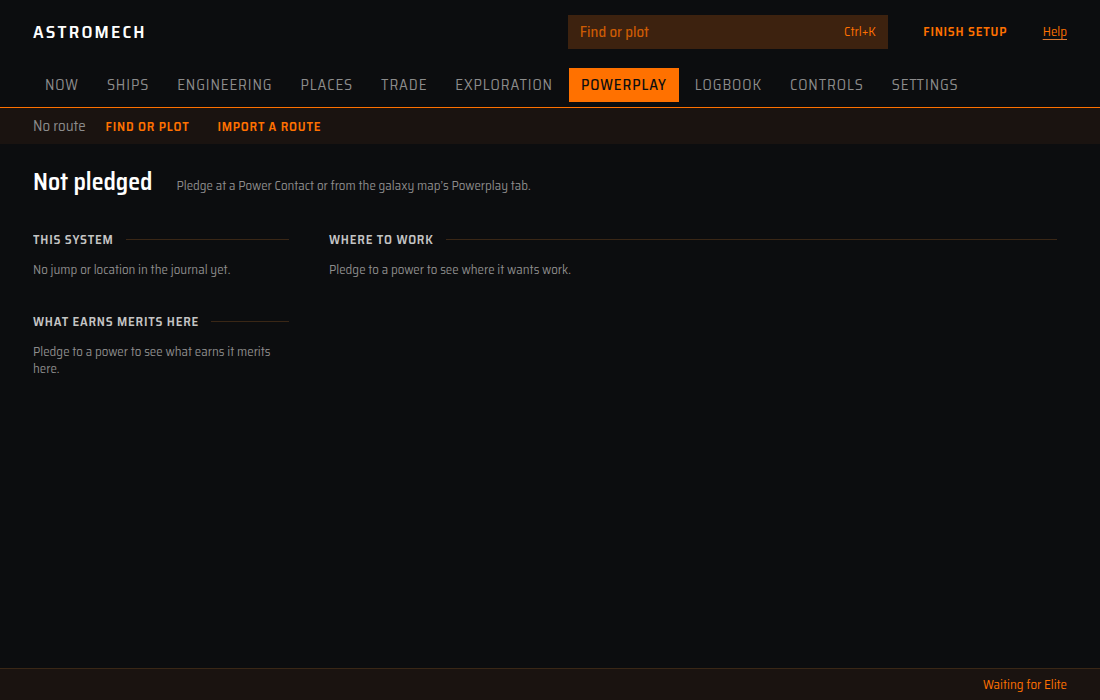 ASTROMECH
Find or plot Ctrl+K
FINISH SETUP
Help
NOW SHIPS ENGINEERING PLACES TRADE EXPLORATION POWERPLAY LOGBOOK CONTROLS SETTINGS
No route FIND OR PLOT IMPORT A ROUTE
Not pledged Pledge at a Power Contact or from the galaxy map's Powerplay tab.
THIS SYSTEM
No jump or location in the journal yet.
WHAT EARNS MERITS HERE
Pledge to a power to see what earns it merits
here.
WHERE TO WORK
Pledge to a power to see where it wants work.
Waiting for Elite